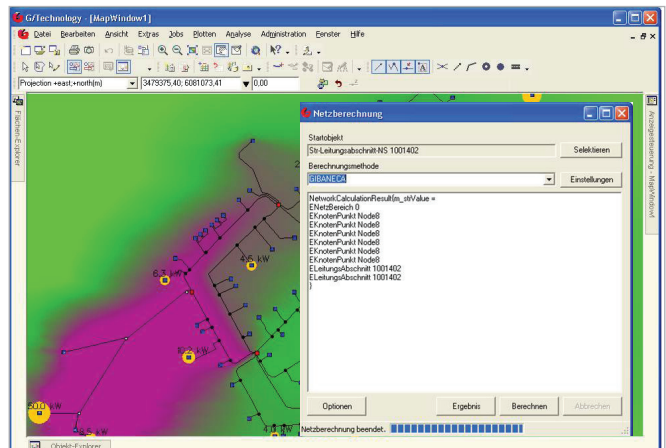 G/Technology - [MapWindow1]
Datei Bearbeiten Ansicht Extras Jobs Plotten Analyse Administration Fenster Hilfe
Projection +east,+north(m) 3479375,40; 6081073,41 0,00
Flächen-Explorer
Anzeigesteuerung - MapWindow1
Netzberechnung
Startobjekt
Str-Leitungsabschnitt-NS 1001402 Selektieren
Berechnungsmethode
GIBANECA Einstellungen
NetworkCalculationResult{m_strValue =
ENetzBereich 0
EKnotenPunkt Node8
EKnotenPunkt Node8
EKnotenPunkt Node8
EKnotenPunkt Node8
EKnotenPunkt Node8
EKnotenPunkt Node8
ELeitungsAbschnitt 1001402
ELeitungsAbschnitt 1001402
}
Optionen Ergebnis Berechnen Abbrechen
Netzberechnung beendet.
4.5 kW
6.3 kW
10.2 kW
50.0 kW
Objekt-Explorer